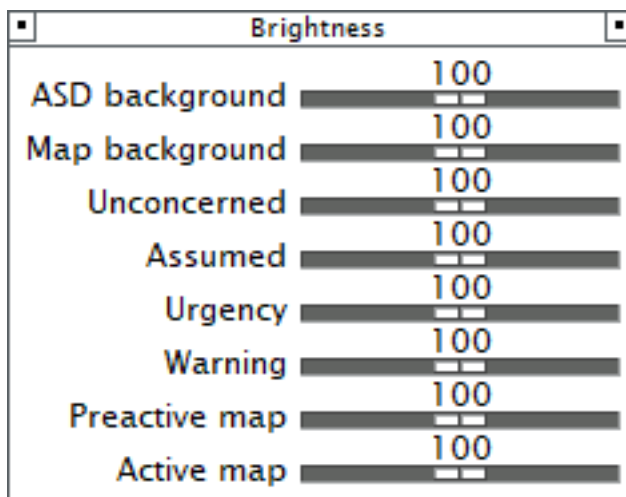 Brightness
100
ASD background
100
Map background
100
Unconcerned
100
Assumed
100
Urgency
100
Warning
100
Preactive map
100
Active map